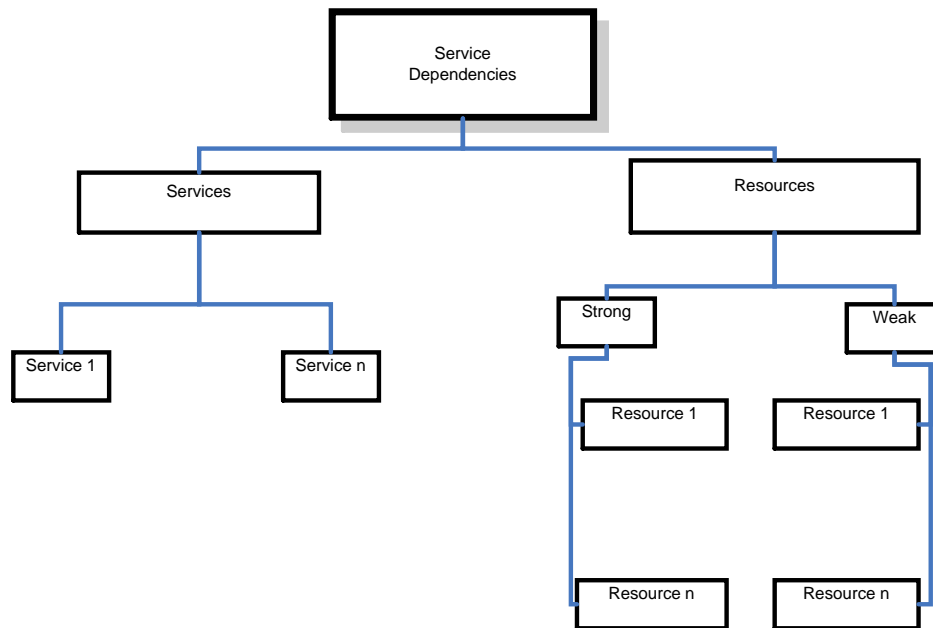 Service
Dependencies
Services
Resources
Strong
Weak
Service 1
Service n
Resource 1
Resource 1
Resource n
Resource n